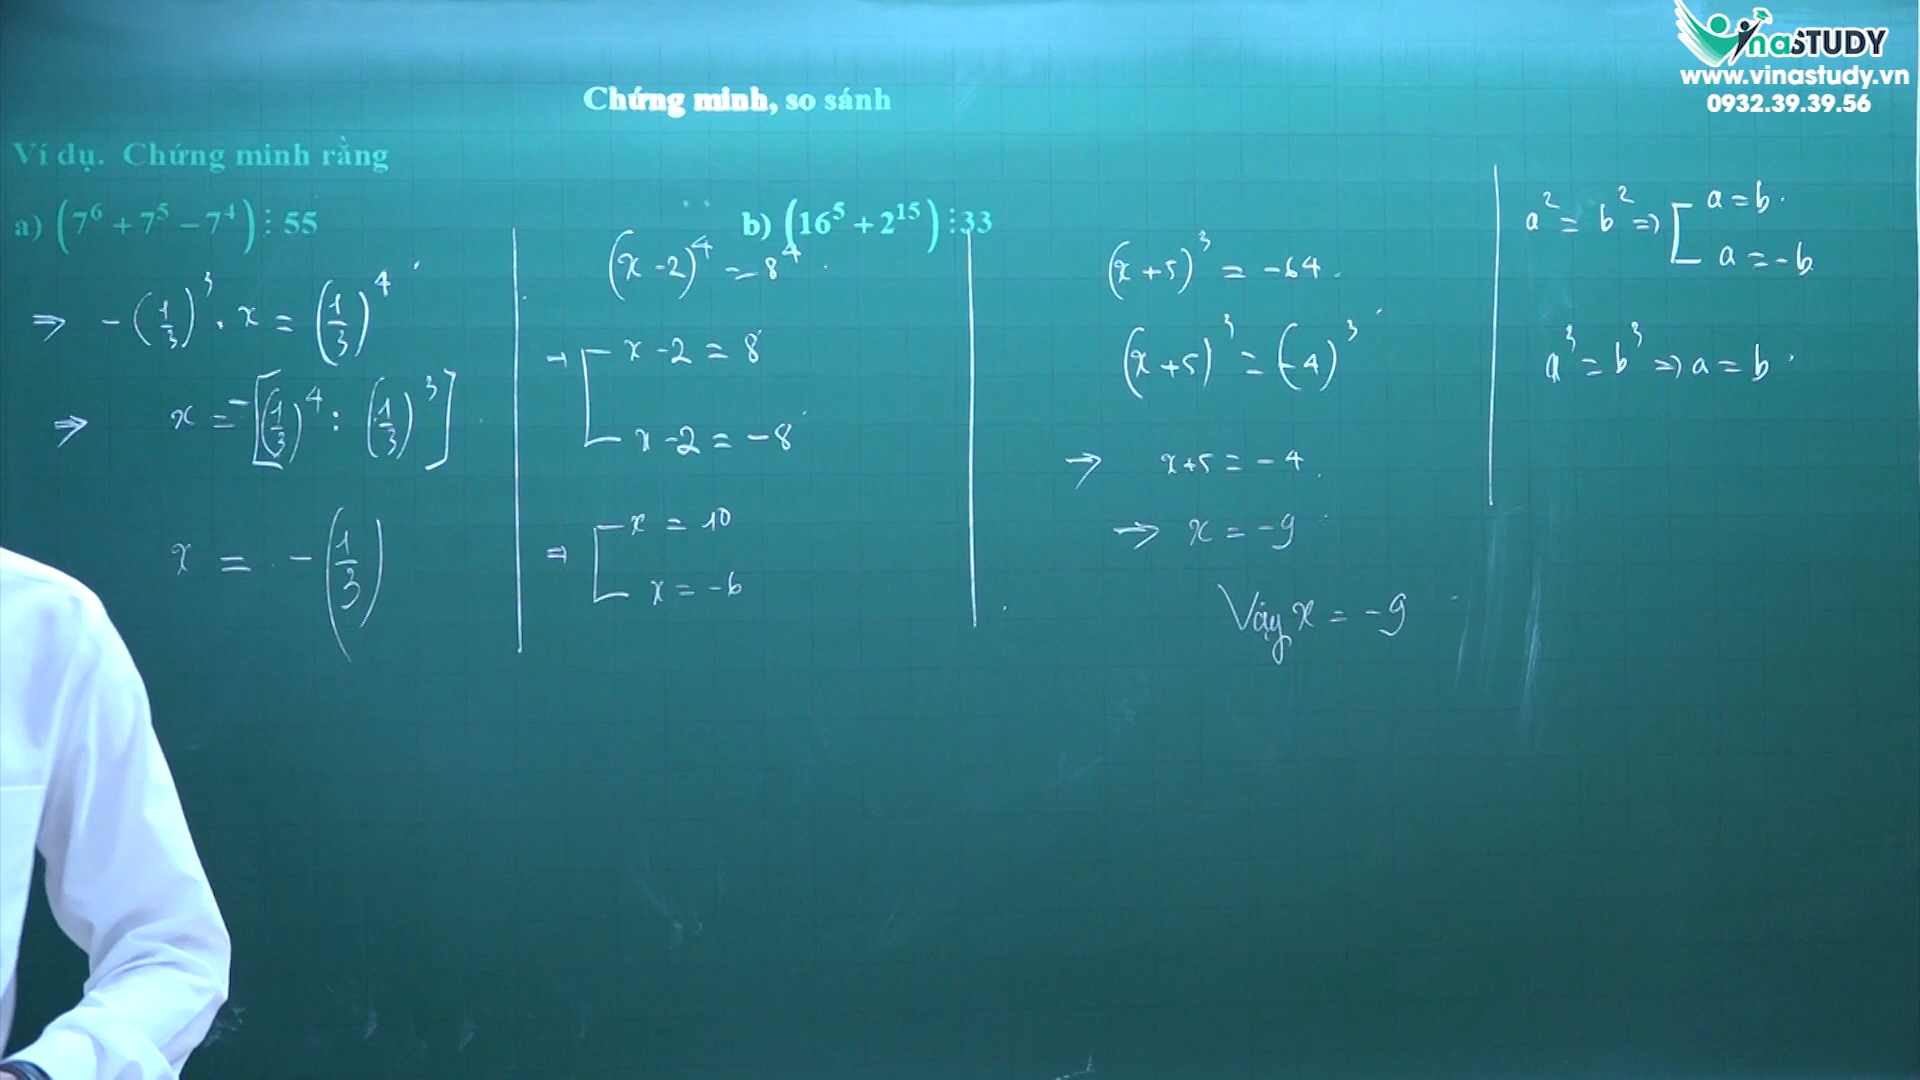 VinaSTUDY
www.vinastudy.vn
0932.39.39.56
Chứng minh, so sánh
Ví dụ. Chứng minh rằng
a) (7⁶ + 7⁵ − 7⁴) ⋮ 55
b) (16⁵ + 2¹⁵) ⋮ 33
⇒ −(1/3)³ . x = (1/3)⁴
⇒ x = −[(1/3)⁴ : (1/3)³]
x = −(1/3)
(x − 2)⁴ = 8⁴
⇒ [ x − 2 = 8
x − 2 = −8
⇒ [ x = 10
x = −6
(x + 5)³ = −64
(x + 5)³ = (−4)³
⇒ x + 5 = −4
⇒ x = −9
Vậy x = −9
a² = b² ⇒ [ a = b
a = −b
a³ = b³ ⇒ a = b